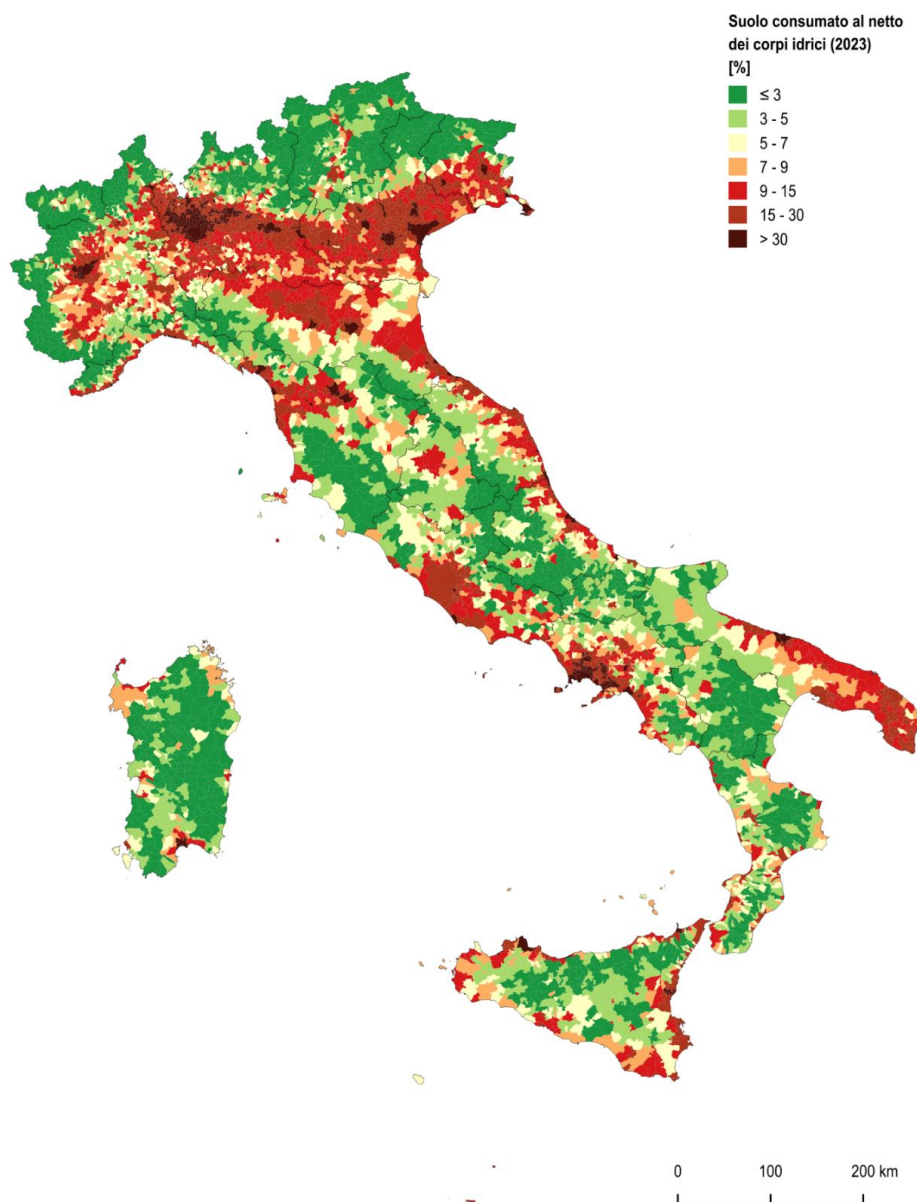 Suolo consumato al netto
dei corpi idrici (2023)
[%]
≤ 3
3 - 5
5 - 7
7 - 9
9 - 15
15 - 30
> 30
0 100 200 km